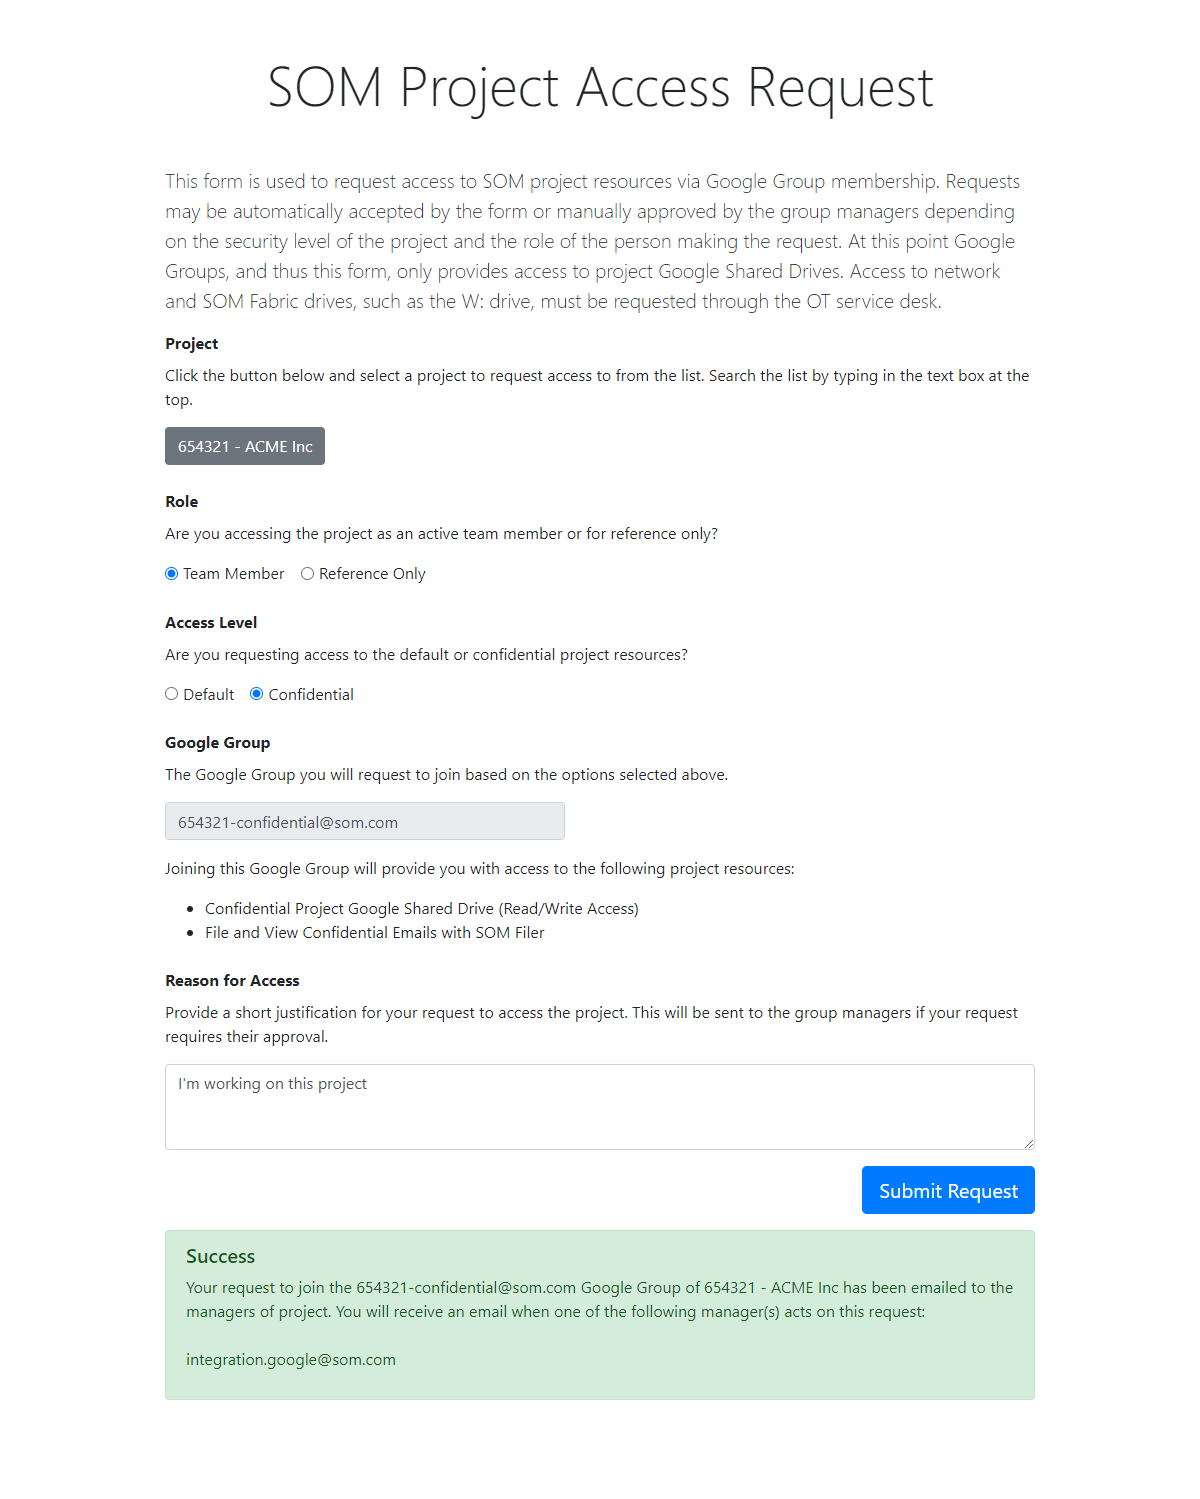 SOM Project Access Request
This form is used to request access to SOM project resources via Google Group membership. Requests
may be automatically accepted by the form or manually approved by the group managers depending
on the security level of the project and the role of the person making the request. At this point Google
Groups, and thus this form, only provides access to project Google Shared Drives. Access to network
and SOM Fabric drives, such as the W: drive, must be requested through the OT service desk.
Project
Click the button below and select a project to request access to from the list. Search the list by typing in the text box at the
top.
654321 - ACME Inc
Role
Are you accessing the project as an active team member or for reference only?
Team Member Reference Only
Access Level
Are you requesting access to the default or confidential project resources?
Default Confidential
Google Group
The Google Group you will request to join based on the options selected above.
654321-confidential@som.com
Joining this Google Group will provide you with access to the following project resources:
• Confidential Project Google Shared Drive (Read/Write Access)
• File and View Confidential Emails with SOM Filer
Reason for Access
Provide a short justification for your request to access the project. This will be sent to the group managers if your request
requires their approval.
I'm working on this project
Submit Request
Success
Your request to join the 654321-confidential@som.com Google Group of 654321 - ACME Inc has been emailed to the
managers of project. You will receive an email when one of the following manager(s) acts on this request:
integration.google@som.com